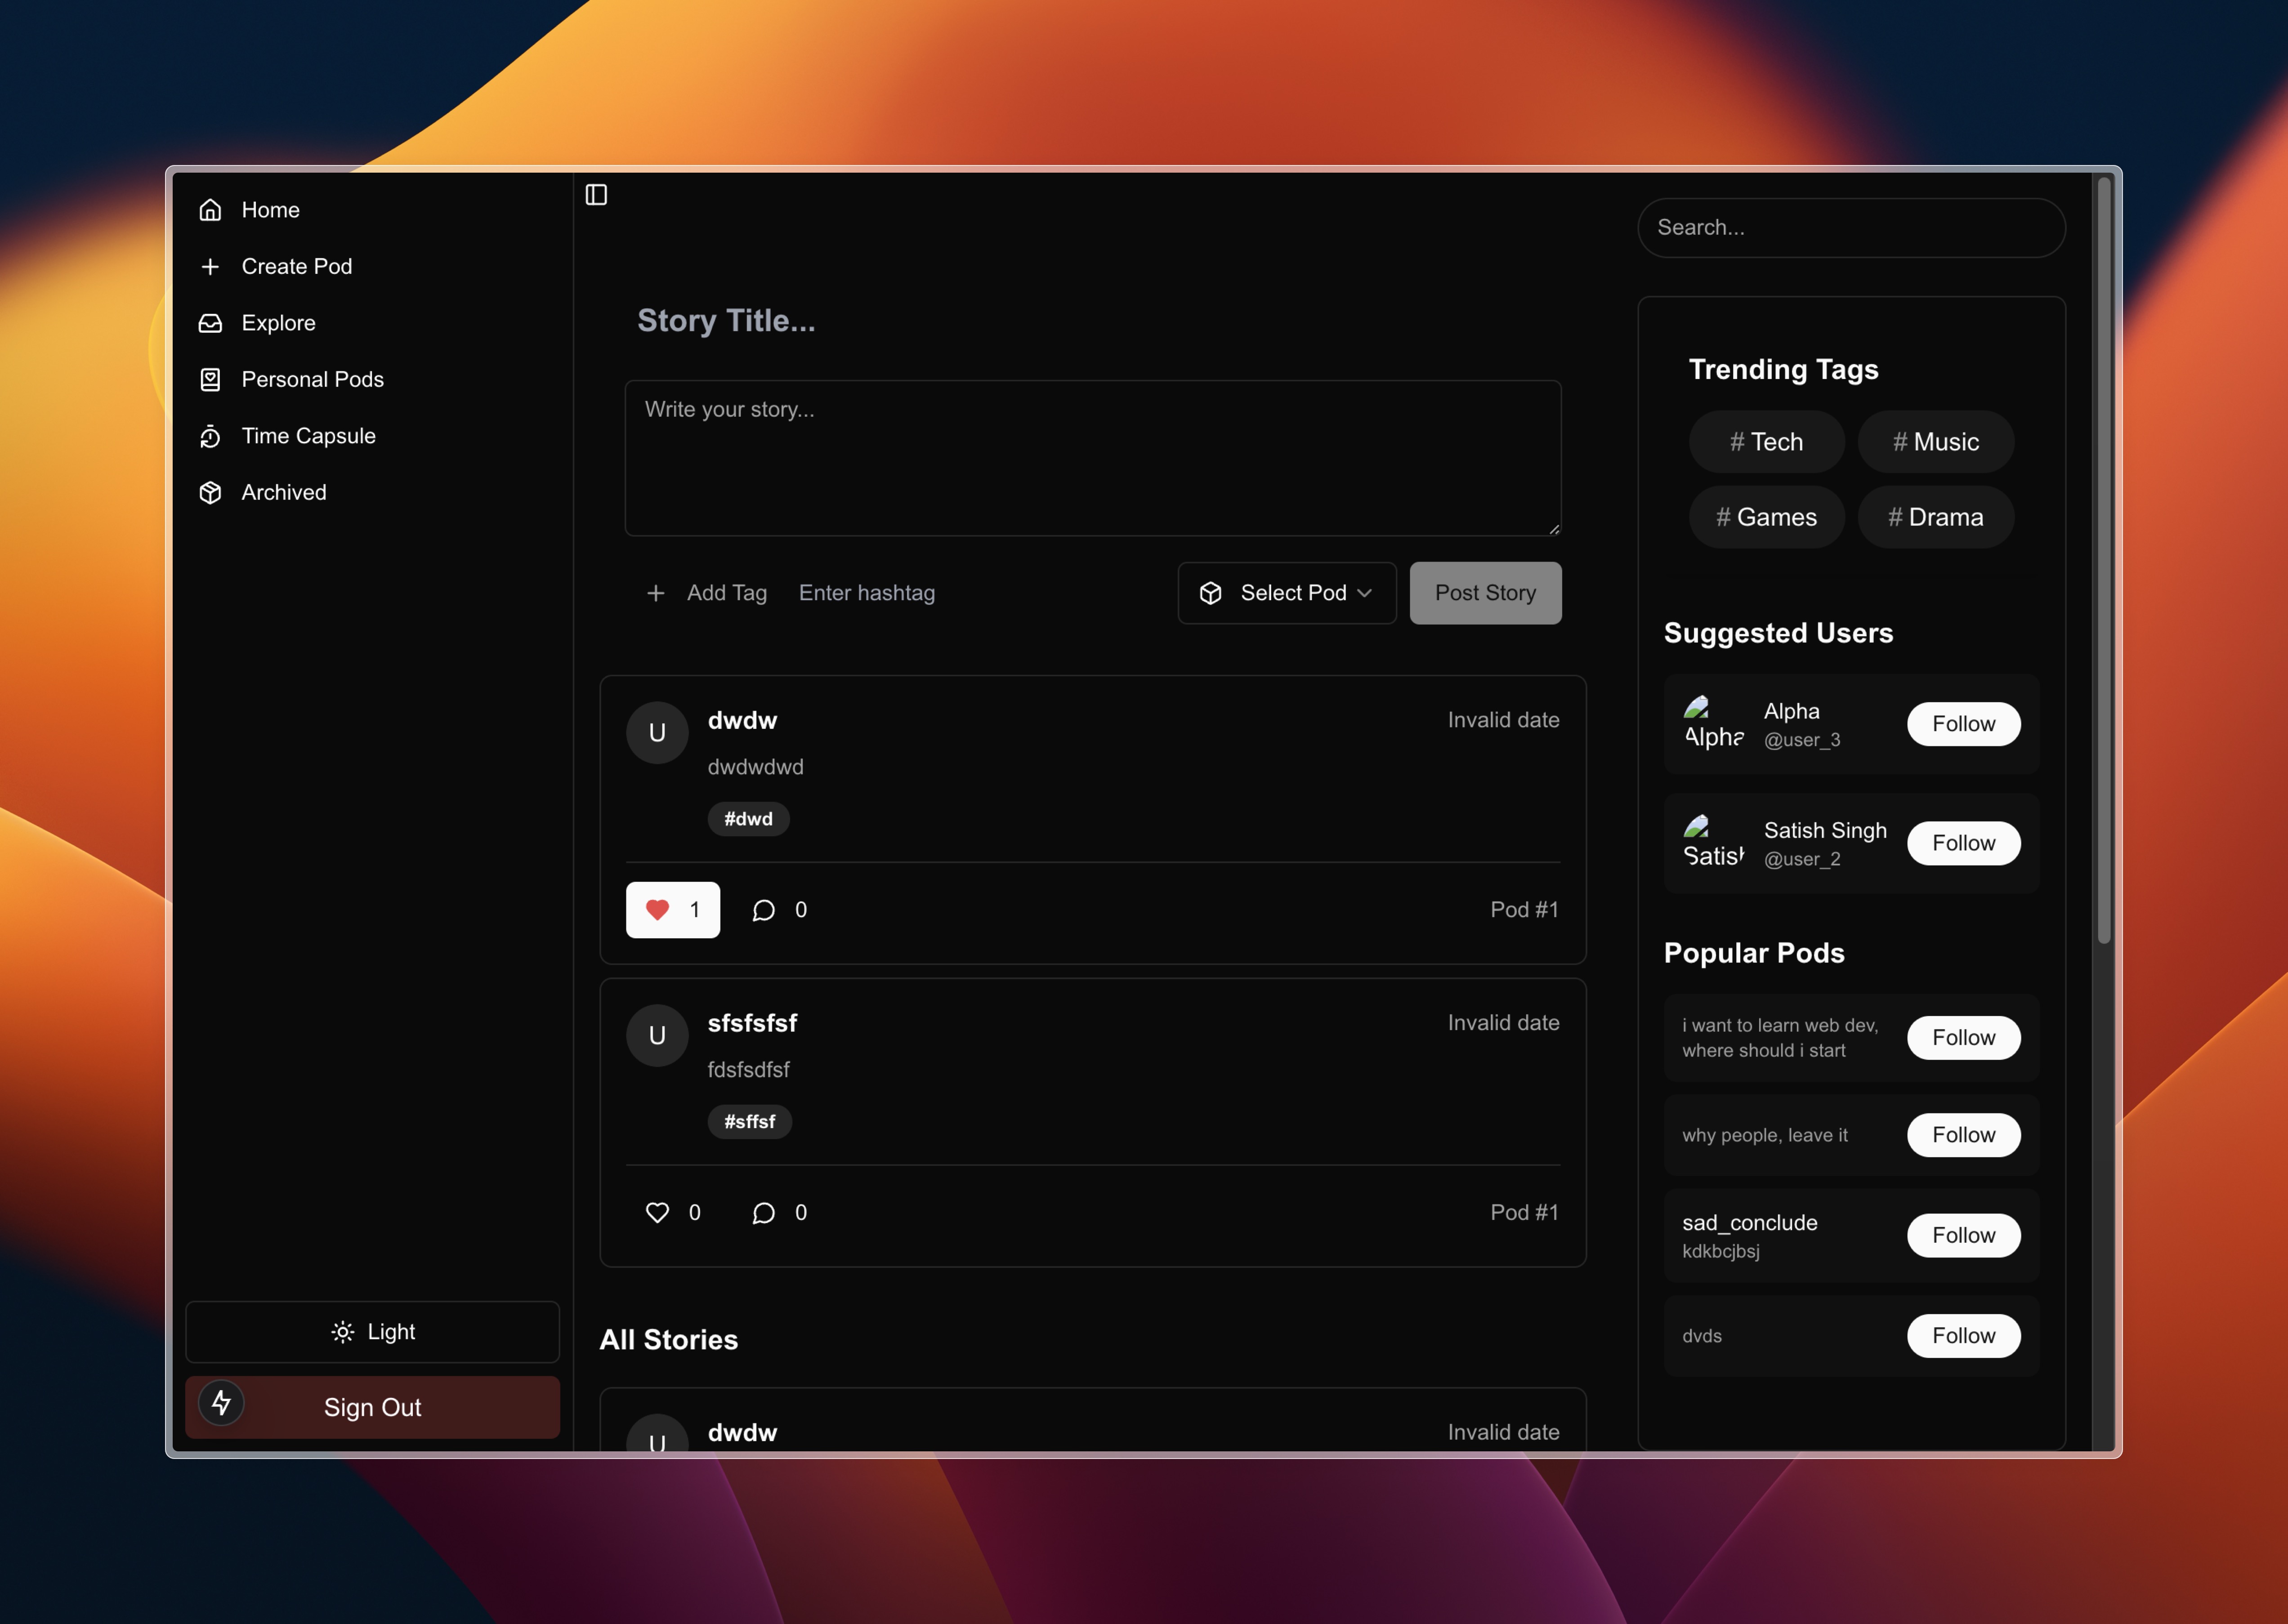 Home
Create Pod
Explore
Personal Pods
Time Capsule
Archived
Light
Sign Out
Story Title...
Write your story...
Add Tag Enter hashtag Select Pod Post Story
U dwdw Invalid date
dwdwdwd
#dwd
1 0 Pod #1
U sfsfsfsf Invalid date
fdsfsdfsf
#sffsf
0 0 Pod #1
All Stories
U dwdw Invalid date
Search...
Trending Tags
# Tech # Music
# Games # Drama
Suggested Users
Alpha
Alpha
@user_3
Follow
Satish
Satish Singh
@user_2
Follow
Popular Pods
i want to learn web dev,
where should i start
Follow
why people, leave it Follow
sad_conclude
kdkbcjbsj
Follow
dvds Follow